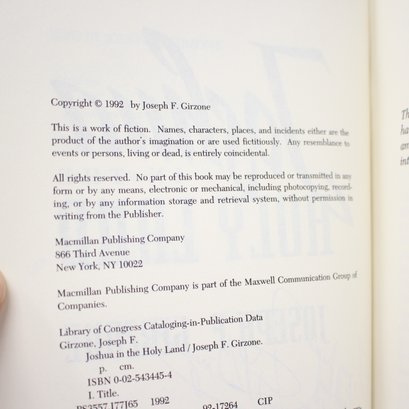 Copyright © 1992 by Joseph F. Girzone
This is a work of fiction. Names, characters, places, and incidents either are the
product of the author's imagination or are used fictitiously. Any resemblance to
events or persons, living or dead, is entirely coincidental.
All rights reserved. No part of this book may be reproduced or transmitted in any
form or by any means, electronic or mechanical, including photocopying, record-
ing, or by any information storage and retrieval system, without permission in
writing from the Publisher.
Macmillan Publishing Company
866 Third Avenue
New York, NY 10022
Macmillan Publishing Company is part of the Maxwell Communication Group of
Companies.
Library of Congress Cataloging-in-Publication Data
Girzone, Joseph F.
Joshua in the Holy Land / Joseph F. Girzone.
p. cm.
ISBN 0-02-543445-4
I. Title.
PS3557.I77J65 1992
92-17264 CIP